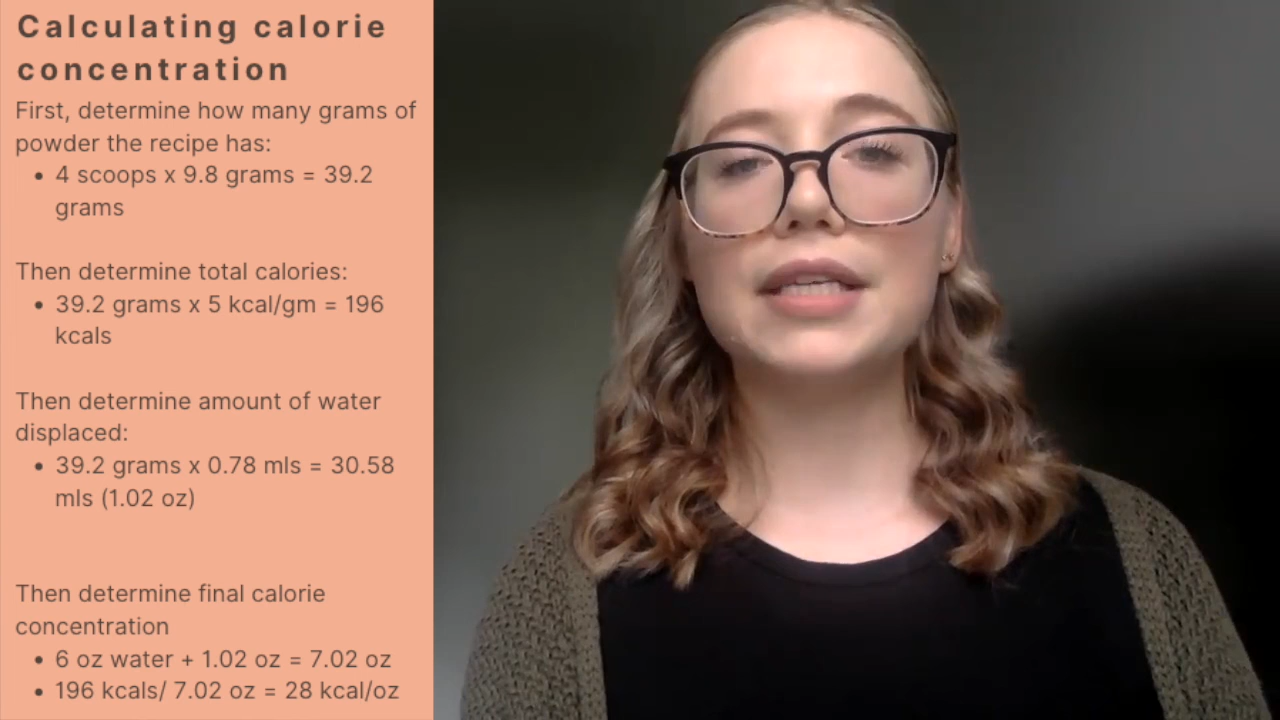 Calculating calorie
concentration
First, determine how many grams of
powder the recipe has:
• 4 scoops x 9.8 grams = 39.2
grams
Then determine total calories:
• 39.2 grams x 5 kcal/gm = 196
kcals
Then determine amount of water
displaced:
• 39.2 grams x 0.78 mls = 30.58
mls (1.02 oz)
Then determine final calorie
concentration
• 6 oz water + 1.02 oz = 7.02 oz
• 196 kcals/ 7.02 oz = 28 kcal/oz